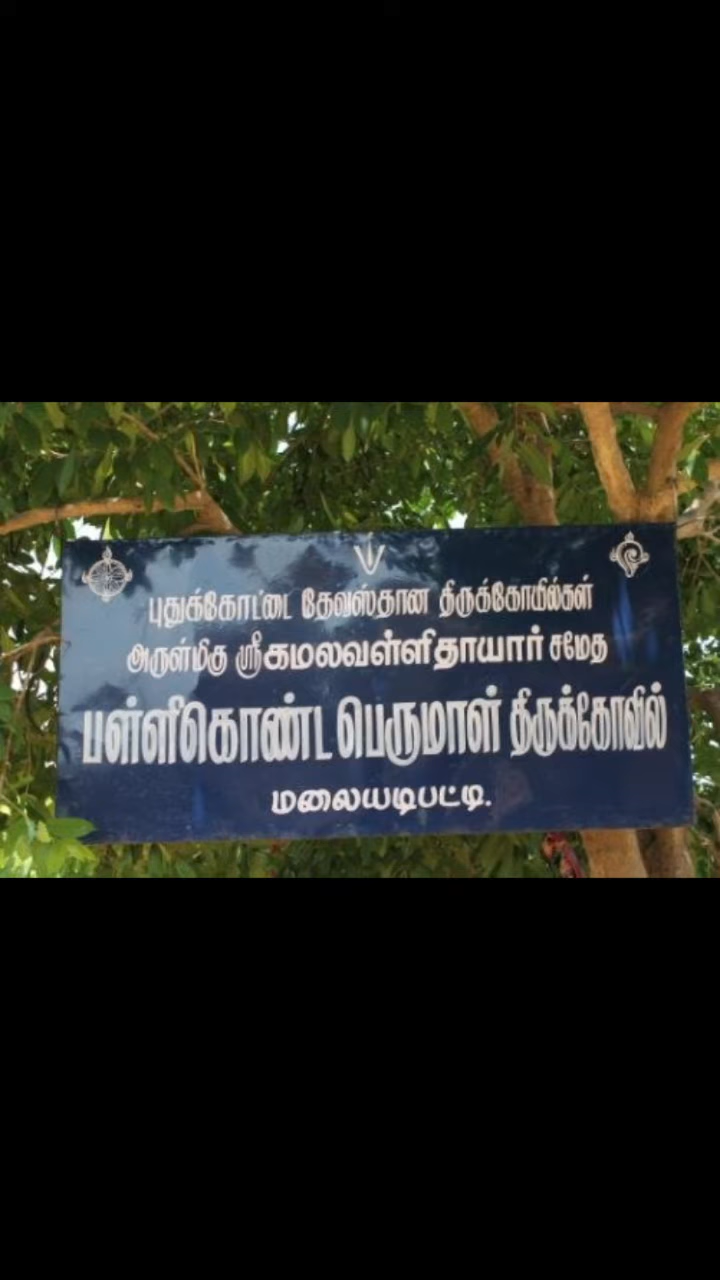 புதுக்கோட்டை தேவஸ்தான திருக்கோயில்கள்
அருள்மிகு ஸ்ரீகமலவள்ளிதாயார் சமேத
பள்ளிகொண்ட பெருமாள் திருக்கோவில்
மலையடிபட்டி.